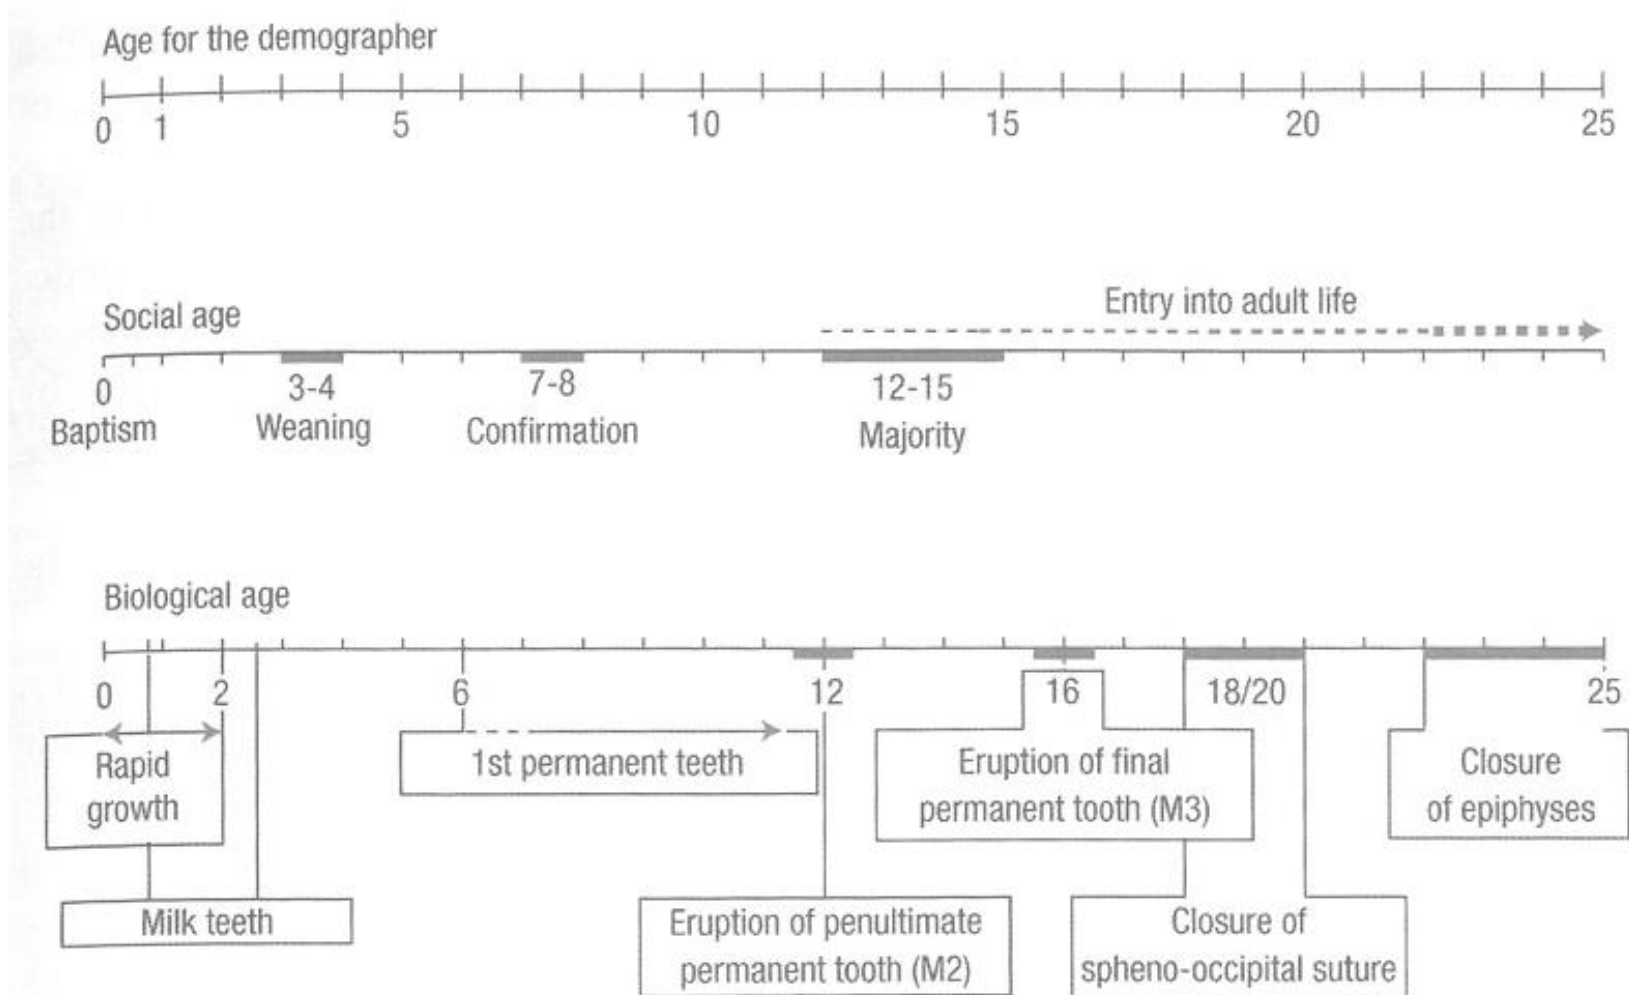 Age for the demographer
0 1 5 10 15 20 25
Entry into adult life
Social age
0 3-4 7-8 12-15
Baptism Weaning Confirmation Majority
Biological age
0 2 6 12 16 18/20 25
Rapid
growth
1st permanent teeth
Eruption of final
permanent tooth (M3)
Closure
of epiphyses
Milk teeth
Eruption of penultimate
permanent tooth (M2)
Closure of
spheno-occipital suture